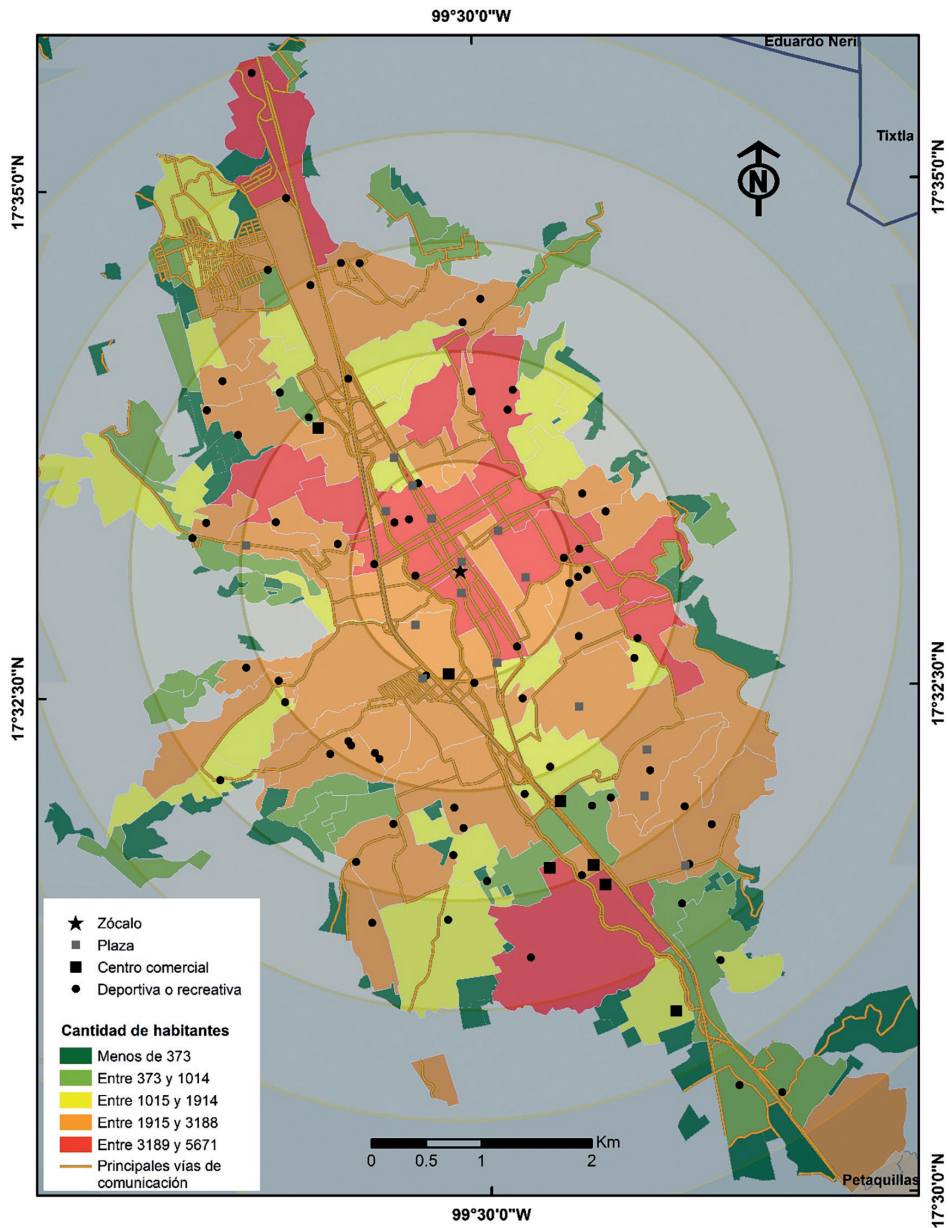 99°30'0"W
Eduardo Neri
Tixtla
17°35'0"N
17°35'0"N
N
17°32'30"N
17°32'30"N
Zócalo
Plaza
Centro comercial
Deportiva o recreativa
Cantidad de habitantes
Menos de 373
Entre 373 y 1014
Entre 1015 y 1914
Entre 1915 y 3188
Entre 3189 y 5671
Principales vías de
comunicación
Km
0 0.5 1 2
Petaquillas
17°30'0"N
99°30'0"W